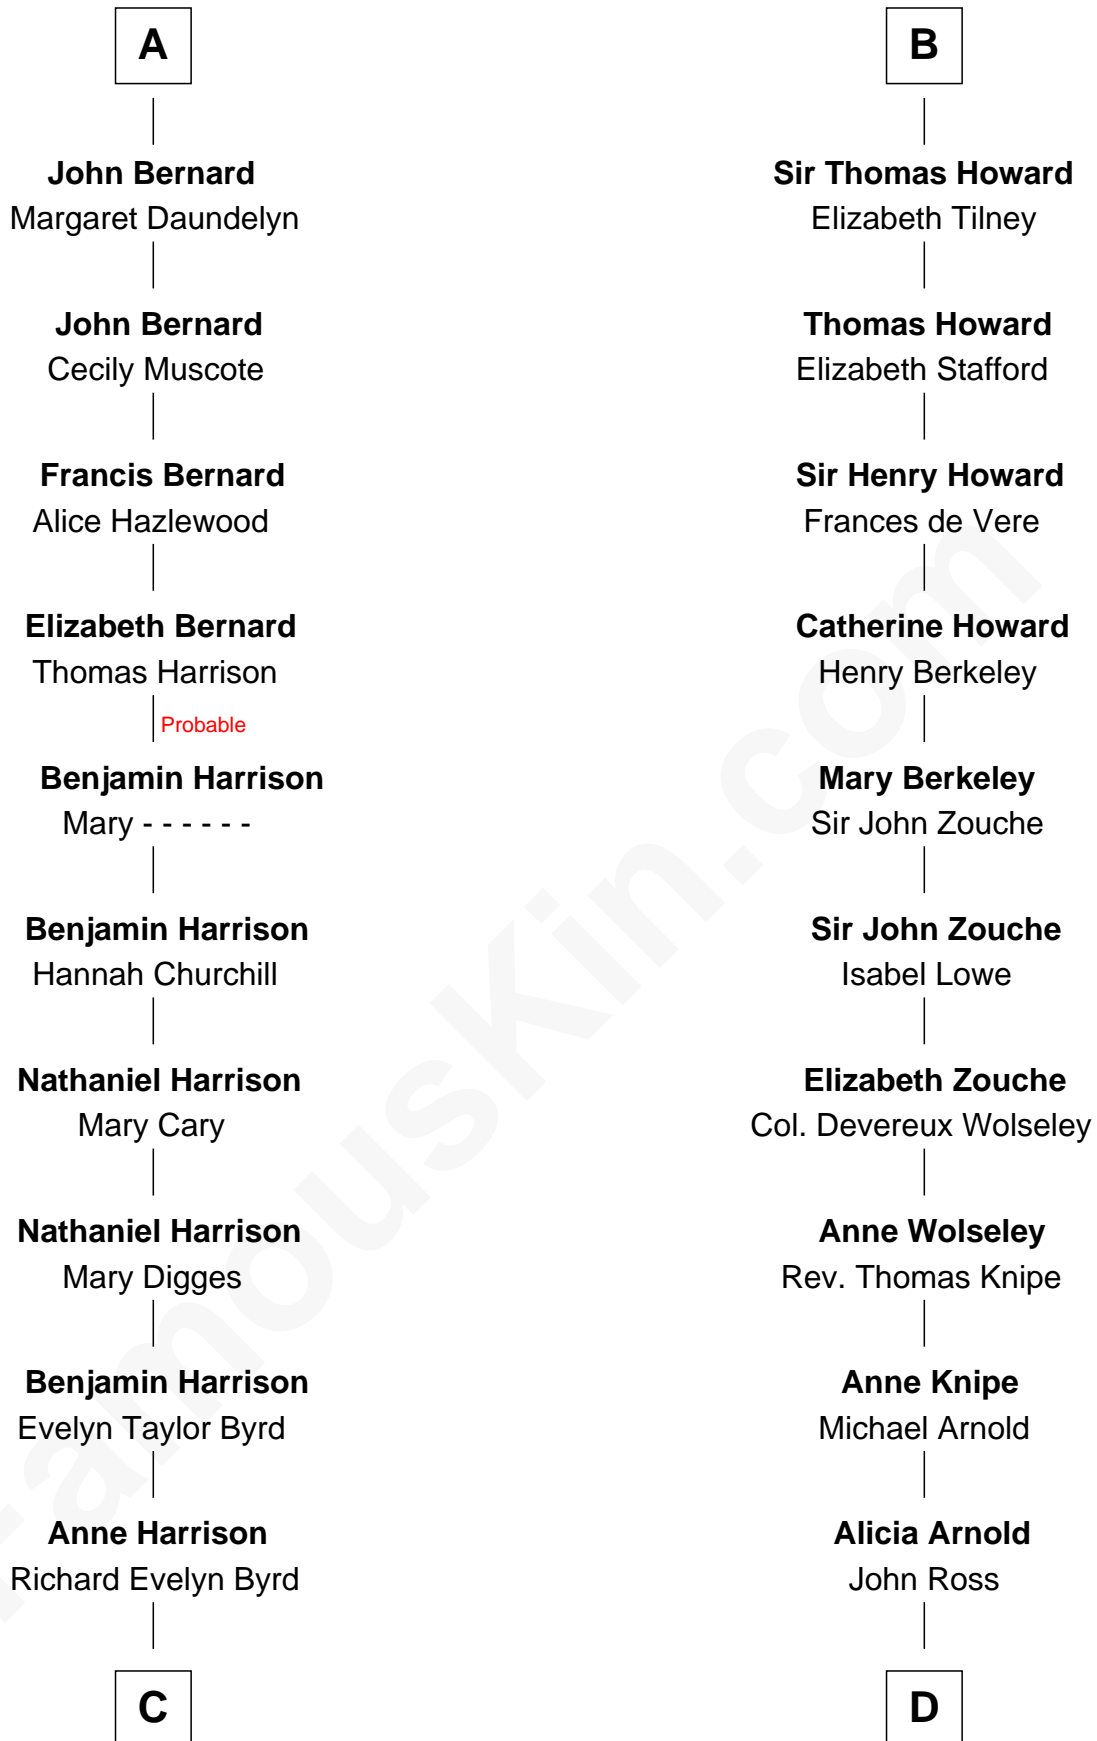 A
John Bernard
Margaret Daundelyn
John Bernard
Cecily Muscote
Francis Bernard
Alice Hazlewood
Elizabeth Bernard
Thomas Harrison
Probable
Benjamin Harrison
Mary - - - - - -
Benjamin Harrison
Hannah Churchill
Nathaniel Harrison
Mary Cary
Nathaniel Harrison
Mary Digges
Benjamin Harrison
Evelyn Taylor Byrd
Anne Harrison
Richard Evelyn Byrd
C
B
Sir Thomas Howard
Elizabeth Tilney
Thomas Howard
Elizabeth Stafford
Sir Henry Howard
Frances de Vere
Catherine Howard
Henry Berkeley
Mary Berkeley
Sir John Zouche
Sir John Zouche
Isabel Lowe
Elizabeth Zouche
Col. Devereux Wolseley
Anne Wolseley
Rev. Thomas Knipe
Anne Knipe
Michael Arnold
Alicia Arnold
John Ross
D
FamousKin.com